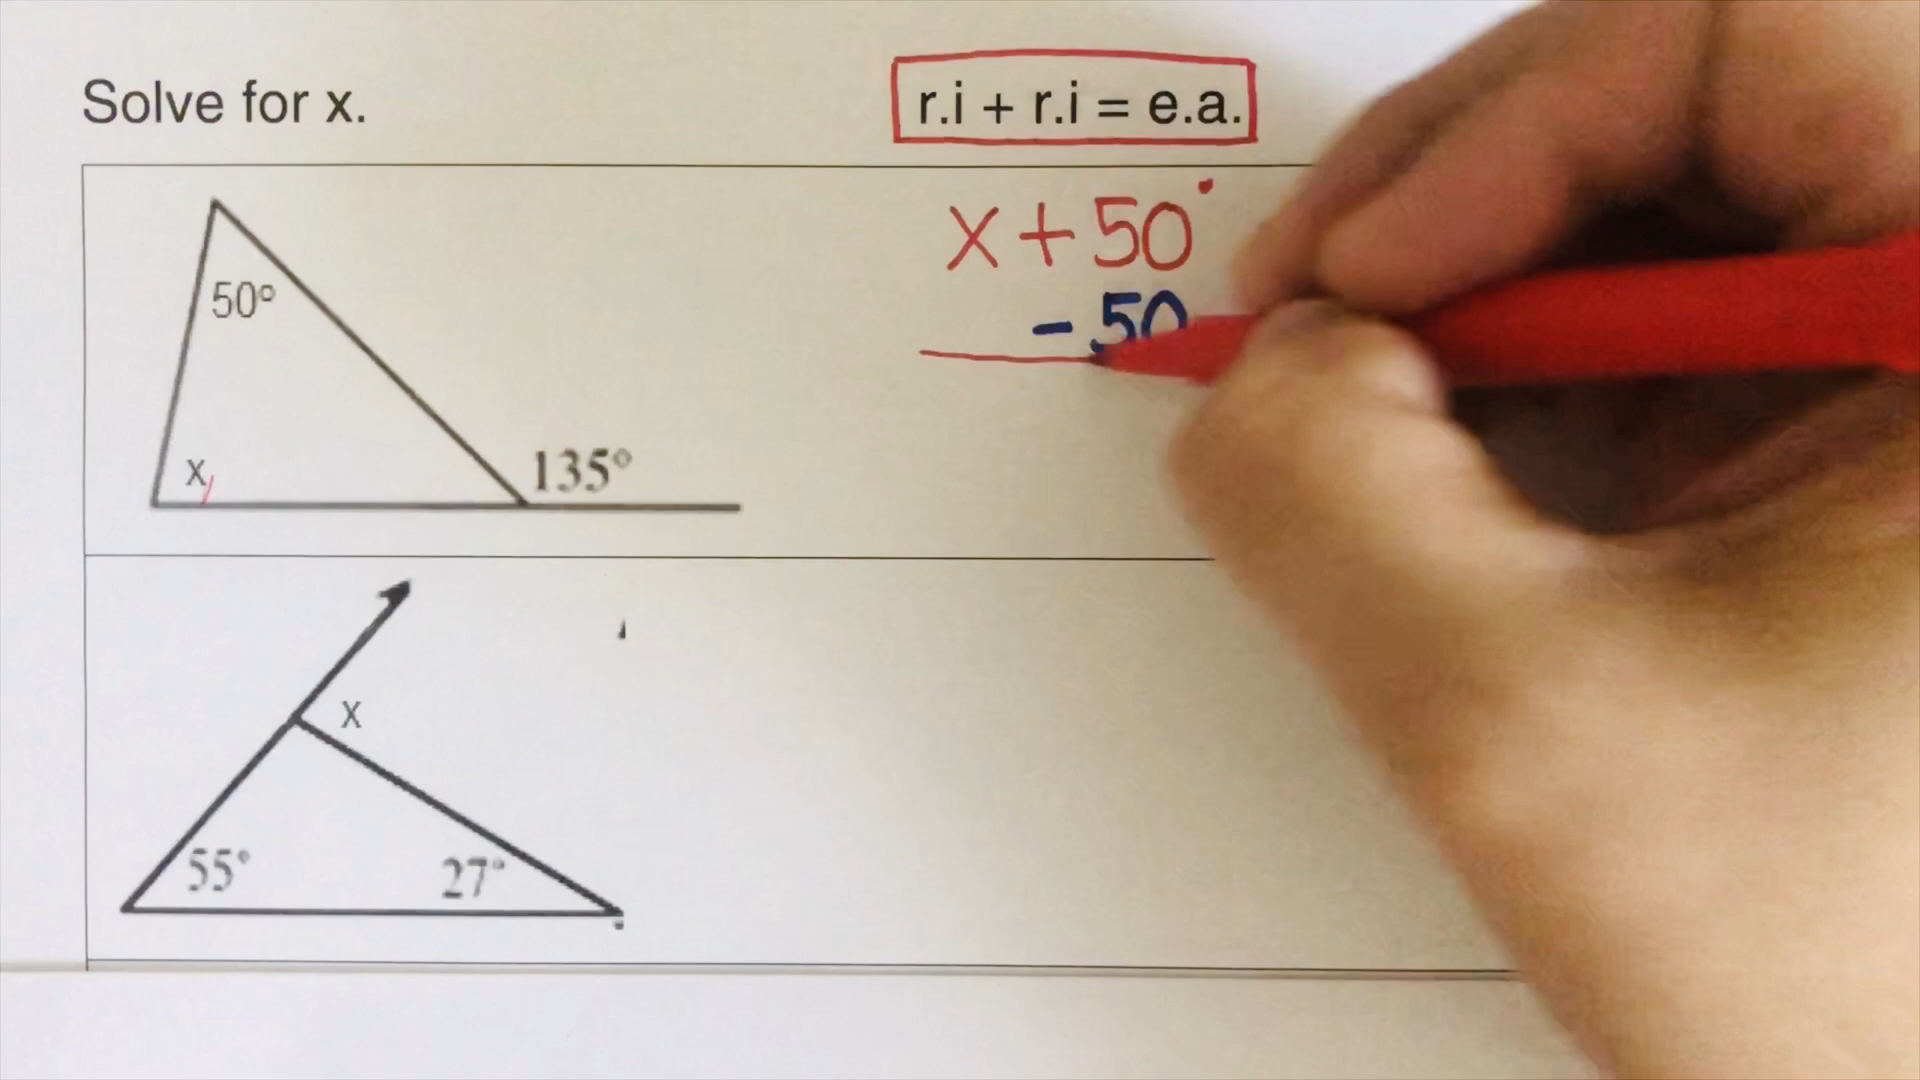 Solve for x.
r.i + r.i = e.a.
x + 50°
- 50
50°
x
135°
x
55°
27°